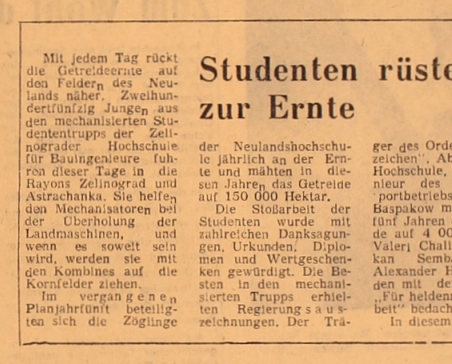 Studenten rüste
zur Ernte
Mit jedem Tag rückt
die Getreideernte auf
den Feldern des Neu-
lands näher. Zweihun-
dertfünfzig Jungen aus
den mechanisierten Stu-
dententrupps der Zeli-
nograder Hochschule
für Bauingenieure fuh-
ren dieser Tage in die
Rayons Zelinograd und
Astrachanka. Sie helfen
den Mechanisatoren bei
der Überholung der
Landmaschinen, und
wenn es soweit sein
wird, werden sie mit
den Kombines auf die
Kornfelder ziehen.
Im vergangenen
Planjahrfünft beteilig-
ten sich die Zöglinge
der Neulandshochschu-
le jährlich an der Ern-
te und mähten in die-
sen Jahren das Getreide
auf 150 000 Hektar.
Die Stoßarbeit der
Studenten wurde mit
zahlreichen Danksagun-
gen, Urkunden, Diplo-
men und Wertgeschen-
ken gewürdigt. Die Be-
sten in den mechani-
sierten Trupps erhiel-
ten Regierungsaus-
zeichnungen. Der Trä-
ger des Orde
zeichen". Ab
Hochschule,
nieur des
portbetriebs
Baspakow m
fünf Jahren
de auf 4 00
Valeri Chall
kan Semb
Alexander H
den mit de
„Für heldenn
beit" bedach
In diesem